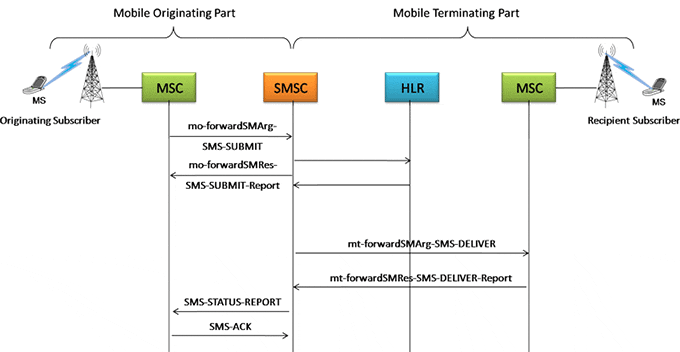 Mobile Originating Part
Mobile Terminating Part
MS
Originating Subscriber
MSC
SMSC
HLR
MSC
MS
Recipient Subscriber
mo-forwardSMArg-
SMS-SUBMIT
mo-forwardSMRes-
SMS-SUBMIT-Report
mt-forwardSMArg-SMS-DELIVER
mt-forwardSMRes-SMS-DELIVER-Report
SMS-STATUS-REPORT
SMS-ACK